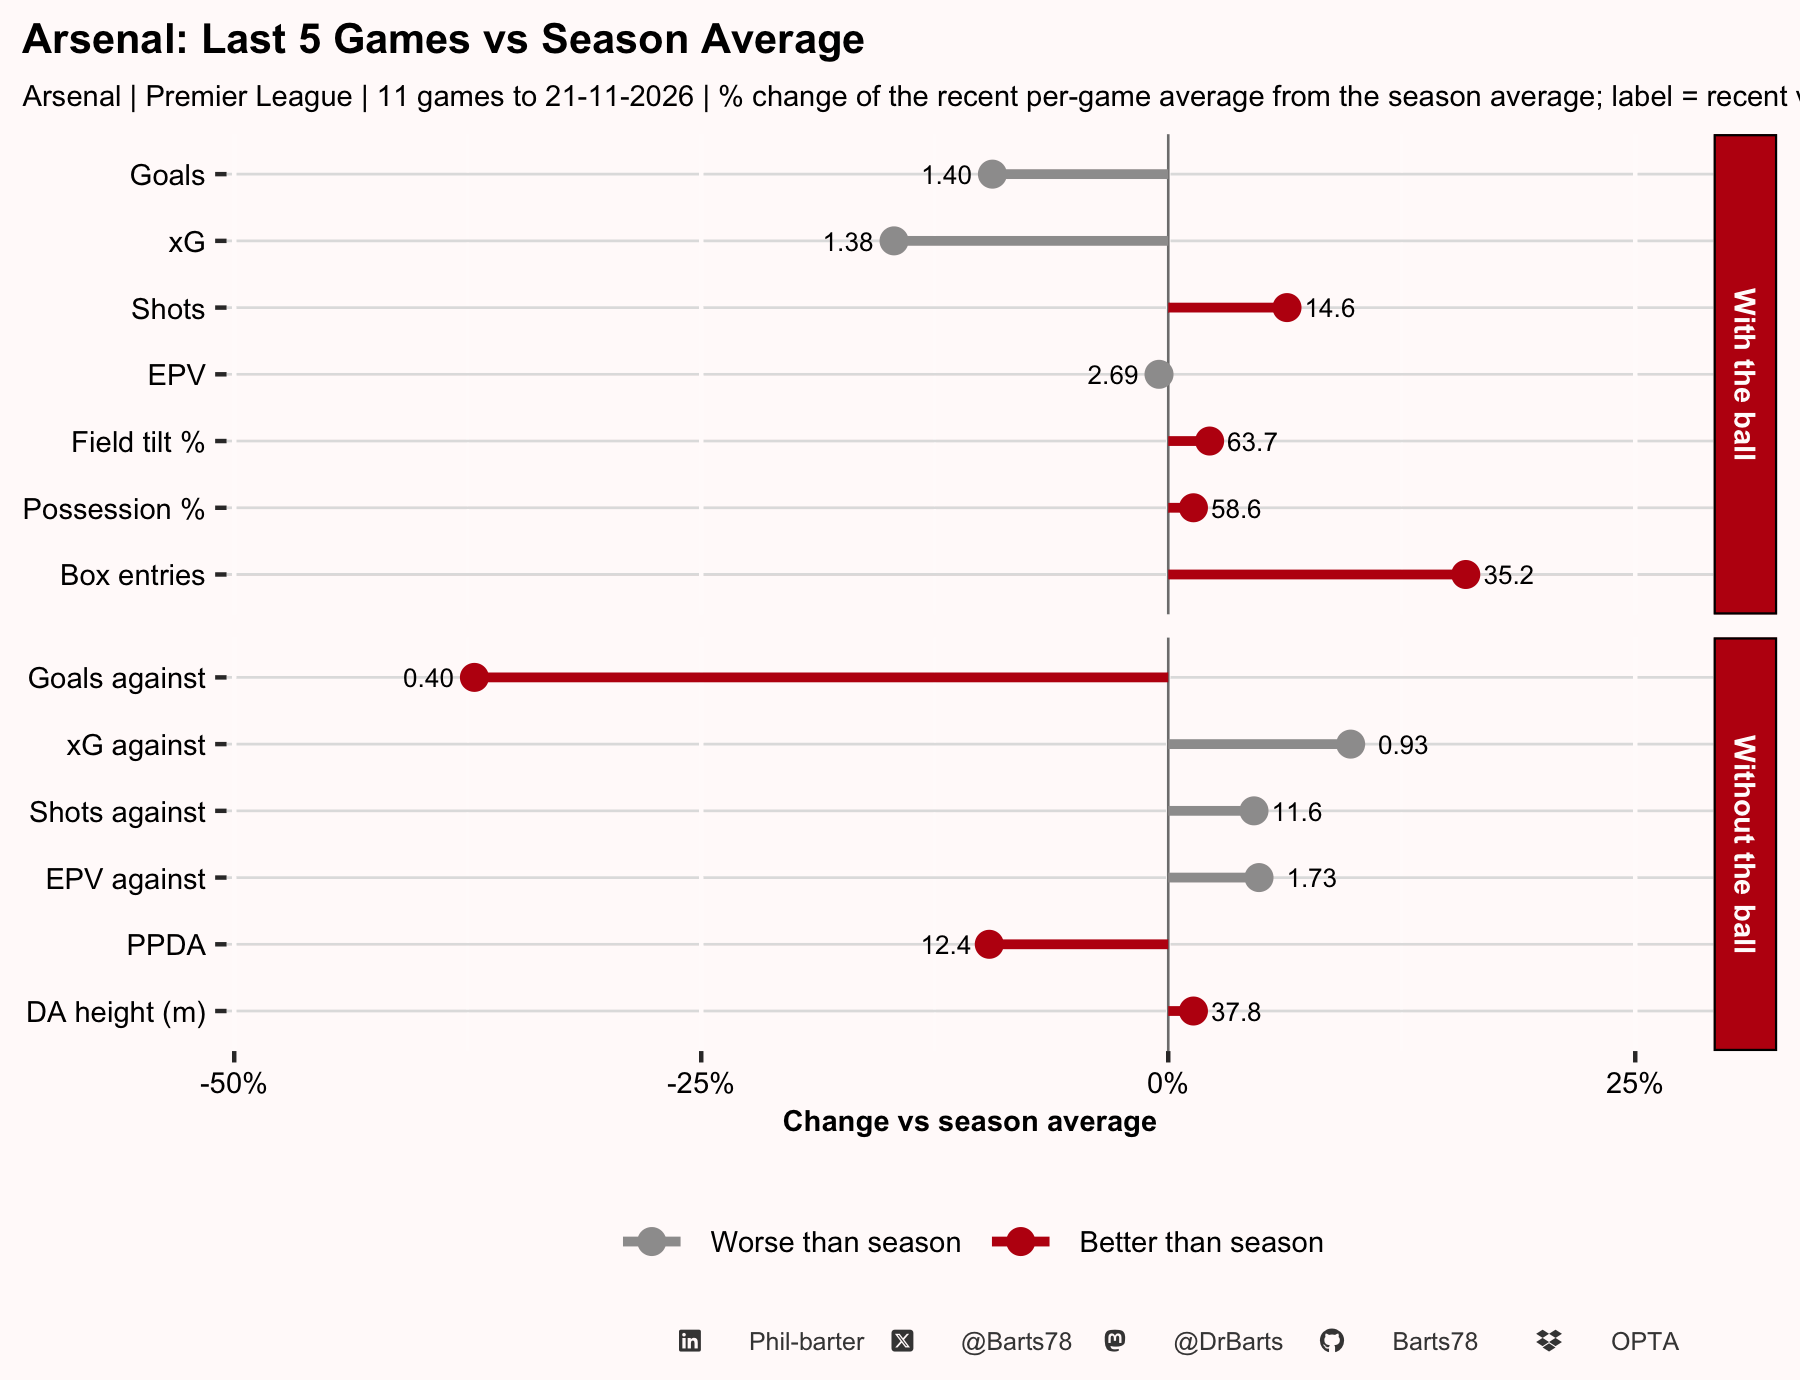 Arsenal: Last 5 Games vs Season Average
Arsenal | Premier League | 11 games to 21-11-2026 | % change of the recent per-game average from the season average; label = recent
Goals
1.40
xG
1.38
Shots
14.6
EPV
2.69
Field tilt %
63.7
Possession %
58.6
Box entries
35.2
With the ball
Goals against
0.40
xG against
0.93
Shots against
11.6
EPV against
1.73
PPDA
12.4
DA height (m)
37.8
Without the ball
-50% -25% 0% 25%
Change vs season average
Worse than season Better than season
Phil-barter @Barts78 @DrBarts Barts78 OPTA